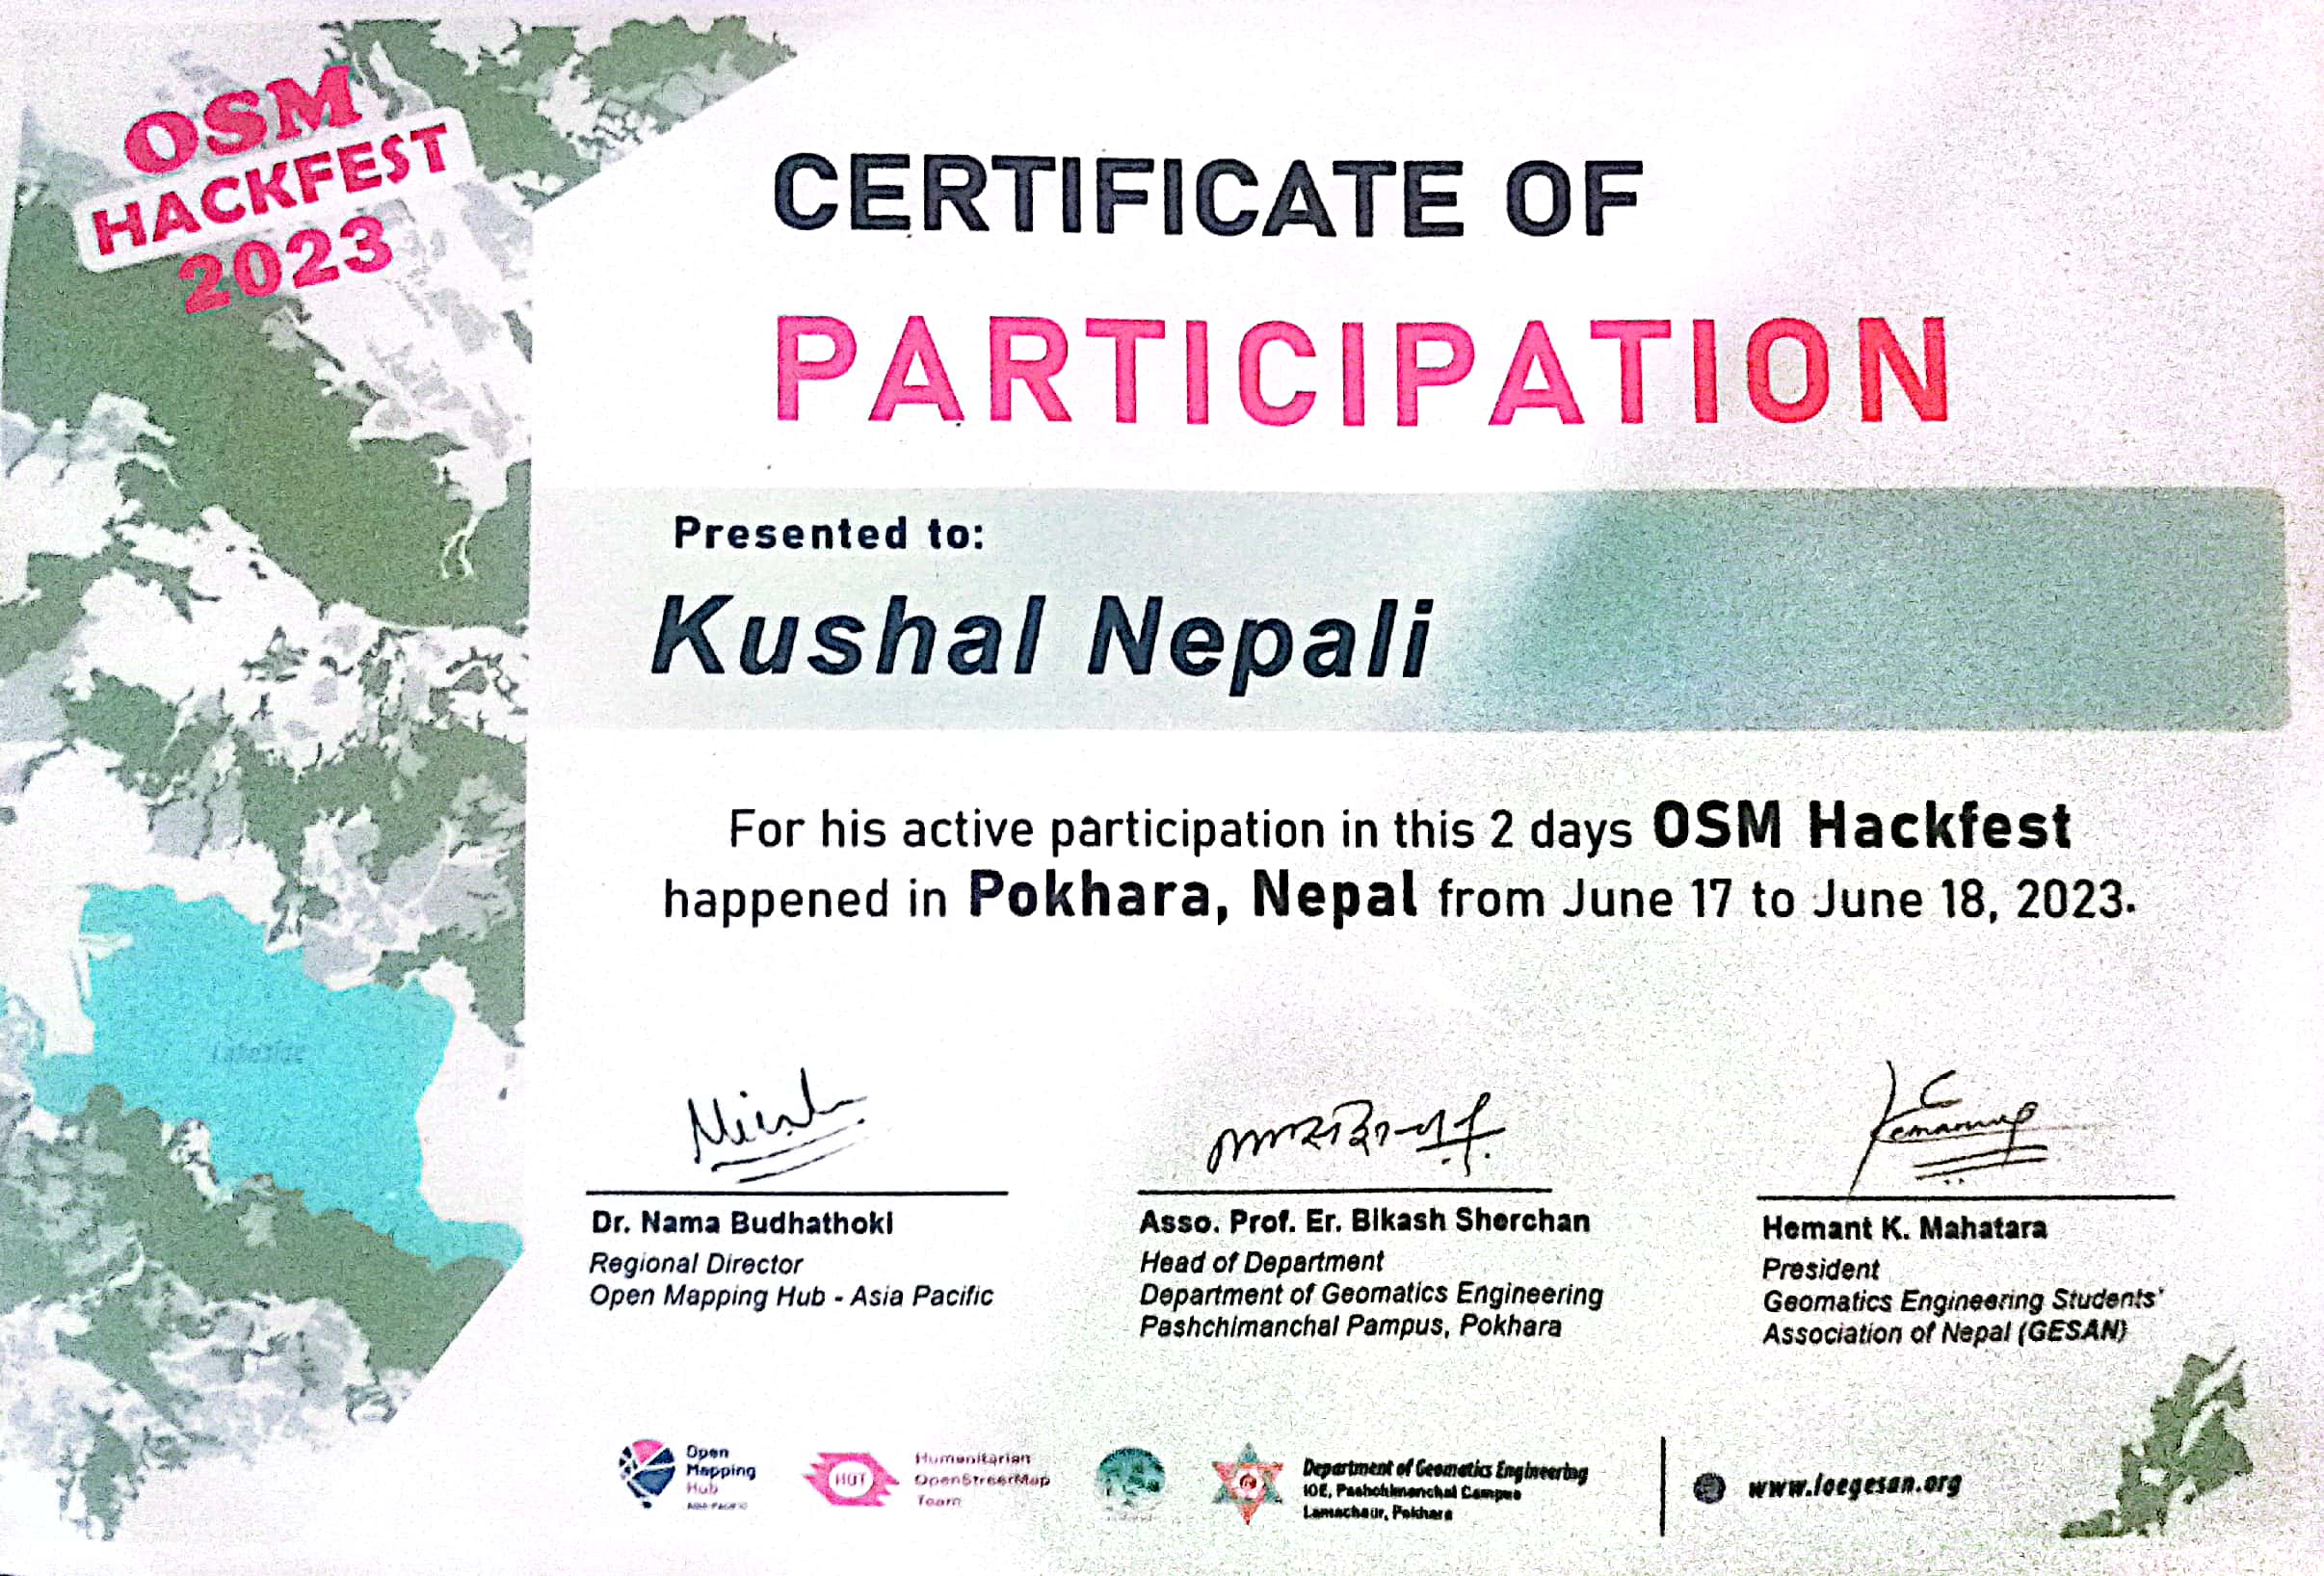 OSM
HACKFEST
2023
CERTIFICATE OF
PARTICIPATION
Presented to:
Kushal Nepali
For his active participation in this 2 days OSM Hackfest
happened in Pokhara, Nepal from June 17 to June 18, 2023.
Dr. Nama Budhathoki
Regional Director
Open Mapping Hub - Asia Pacific
Asso. Prof. Er. Bikash Sherchan
Head of Department
Department of Geomatics Engineering
Pashchimanchal Pampus, Pokhara
Hemant K. Mahatara
President
Geomatics Engineering Students'
Association of Nepal (GESAN)
Open
Mapping
Hub
ASIA-PACIFIC
HOT
Humanitarian
OpenStreetMap
Team
Department of Geomatics Engineering
IOE, Pashchimanchal Campus
Lamachaur, Pokhara
www.ioegesan.org